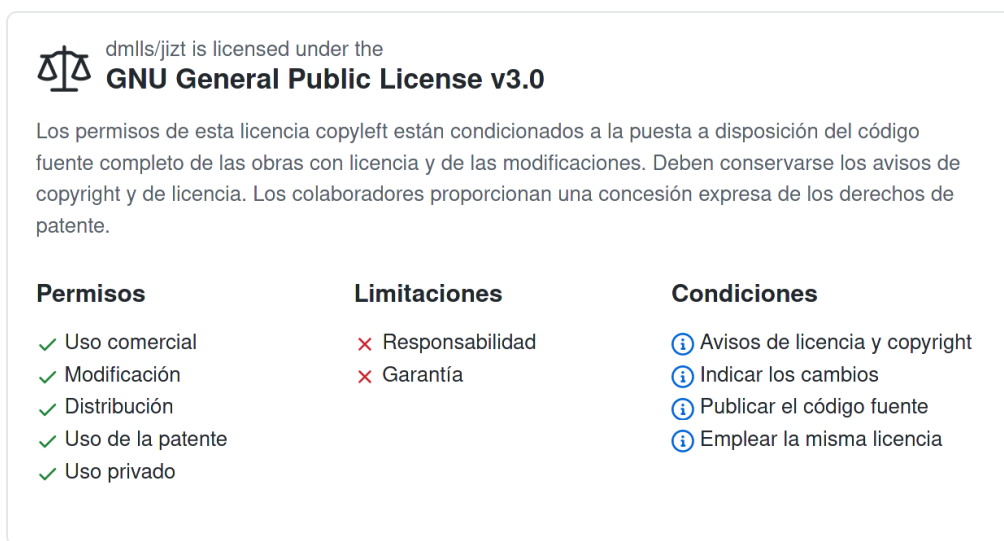 dmlls/jizt is licensed under the
GNU General Public License v3.0
Los permisos de esta licencia copyleft están condicionados a la puesta a disposición del código
fuente completo de las obras con licencia y de las modificaciones. Deben conservarse los avisos de
copyright y de licencia. Los colaboradores proporcionan una concesión expresa de los derechos de
patente.
Permisos
Uso comercial
Modificación
Distribución
Uso de la patente
Uso privado
Limitaciones
Responsabilidad
Garantía
Condiciones
Avisos de licencia y copyright
Indicar los cambios
Publicar el código fuente
Emplear la misma licencia